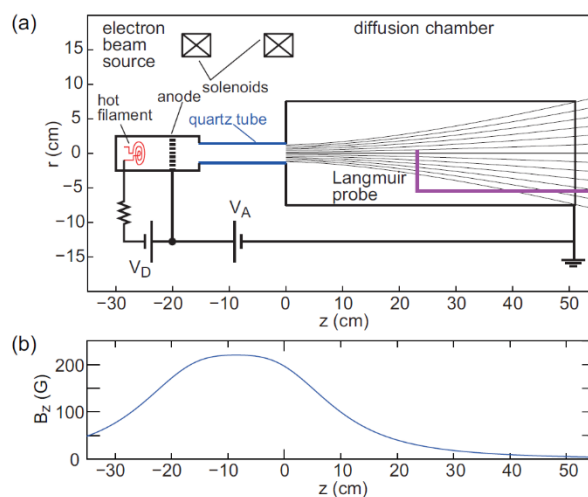 (a)
electron
beam
source
diffusion chamber
solenoids
hot
filament
anode
quartz tube
Langmuir
probe
V_D
V_A
r (cm)
15
10
5
0
−5
−10
−15
−30 −20 −10 0 10 20 30 40 50
z (cm)
(b)
B_z (G)
200
100
0
−30 −20 −10 0 10 20 30 40 50
z (cm)